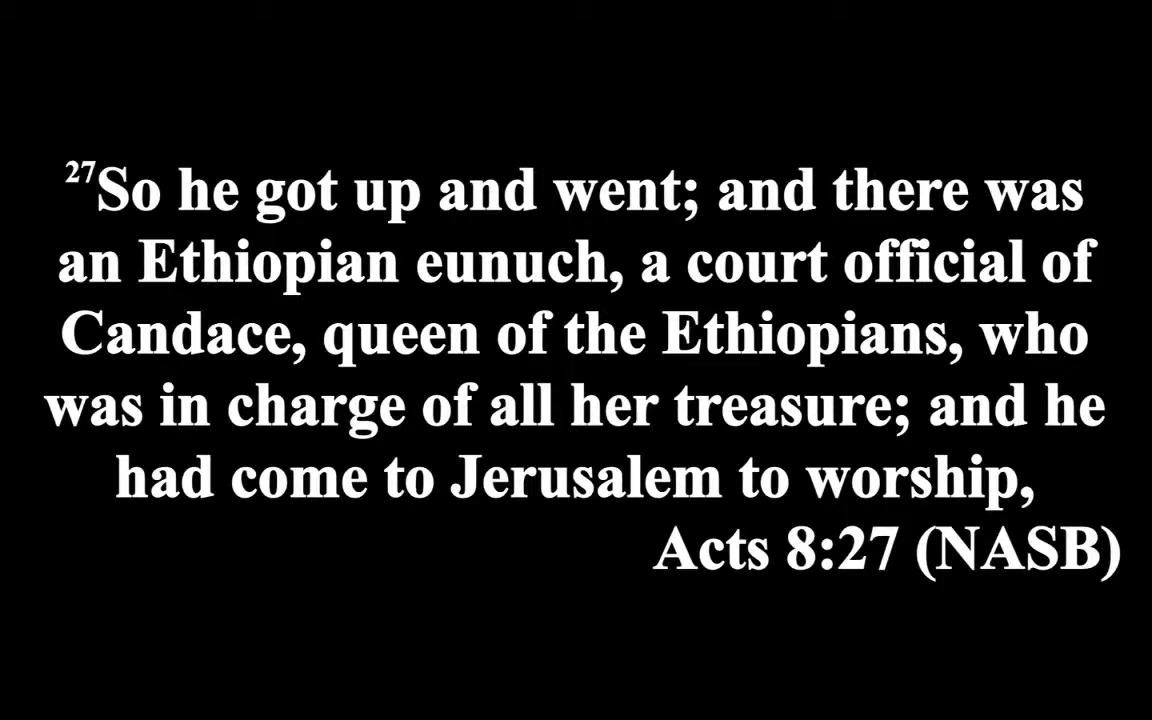 27So he got up and went; and there was
an Ethiopian eunuch, a court official of
Candace, queen of the Ethiopians, who
was in charge of all her treasure; and he
had come to Jerusalem to worship,
Acts 8:27 (NASB)